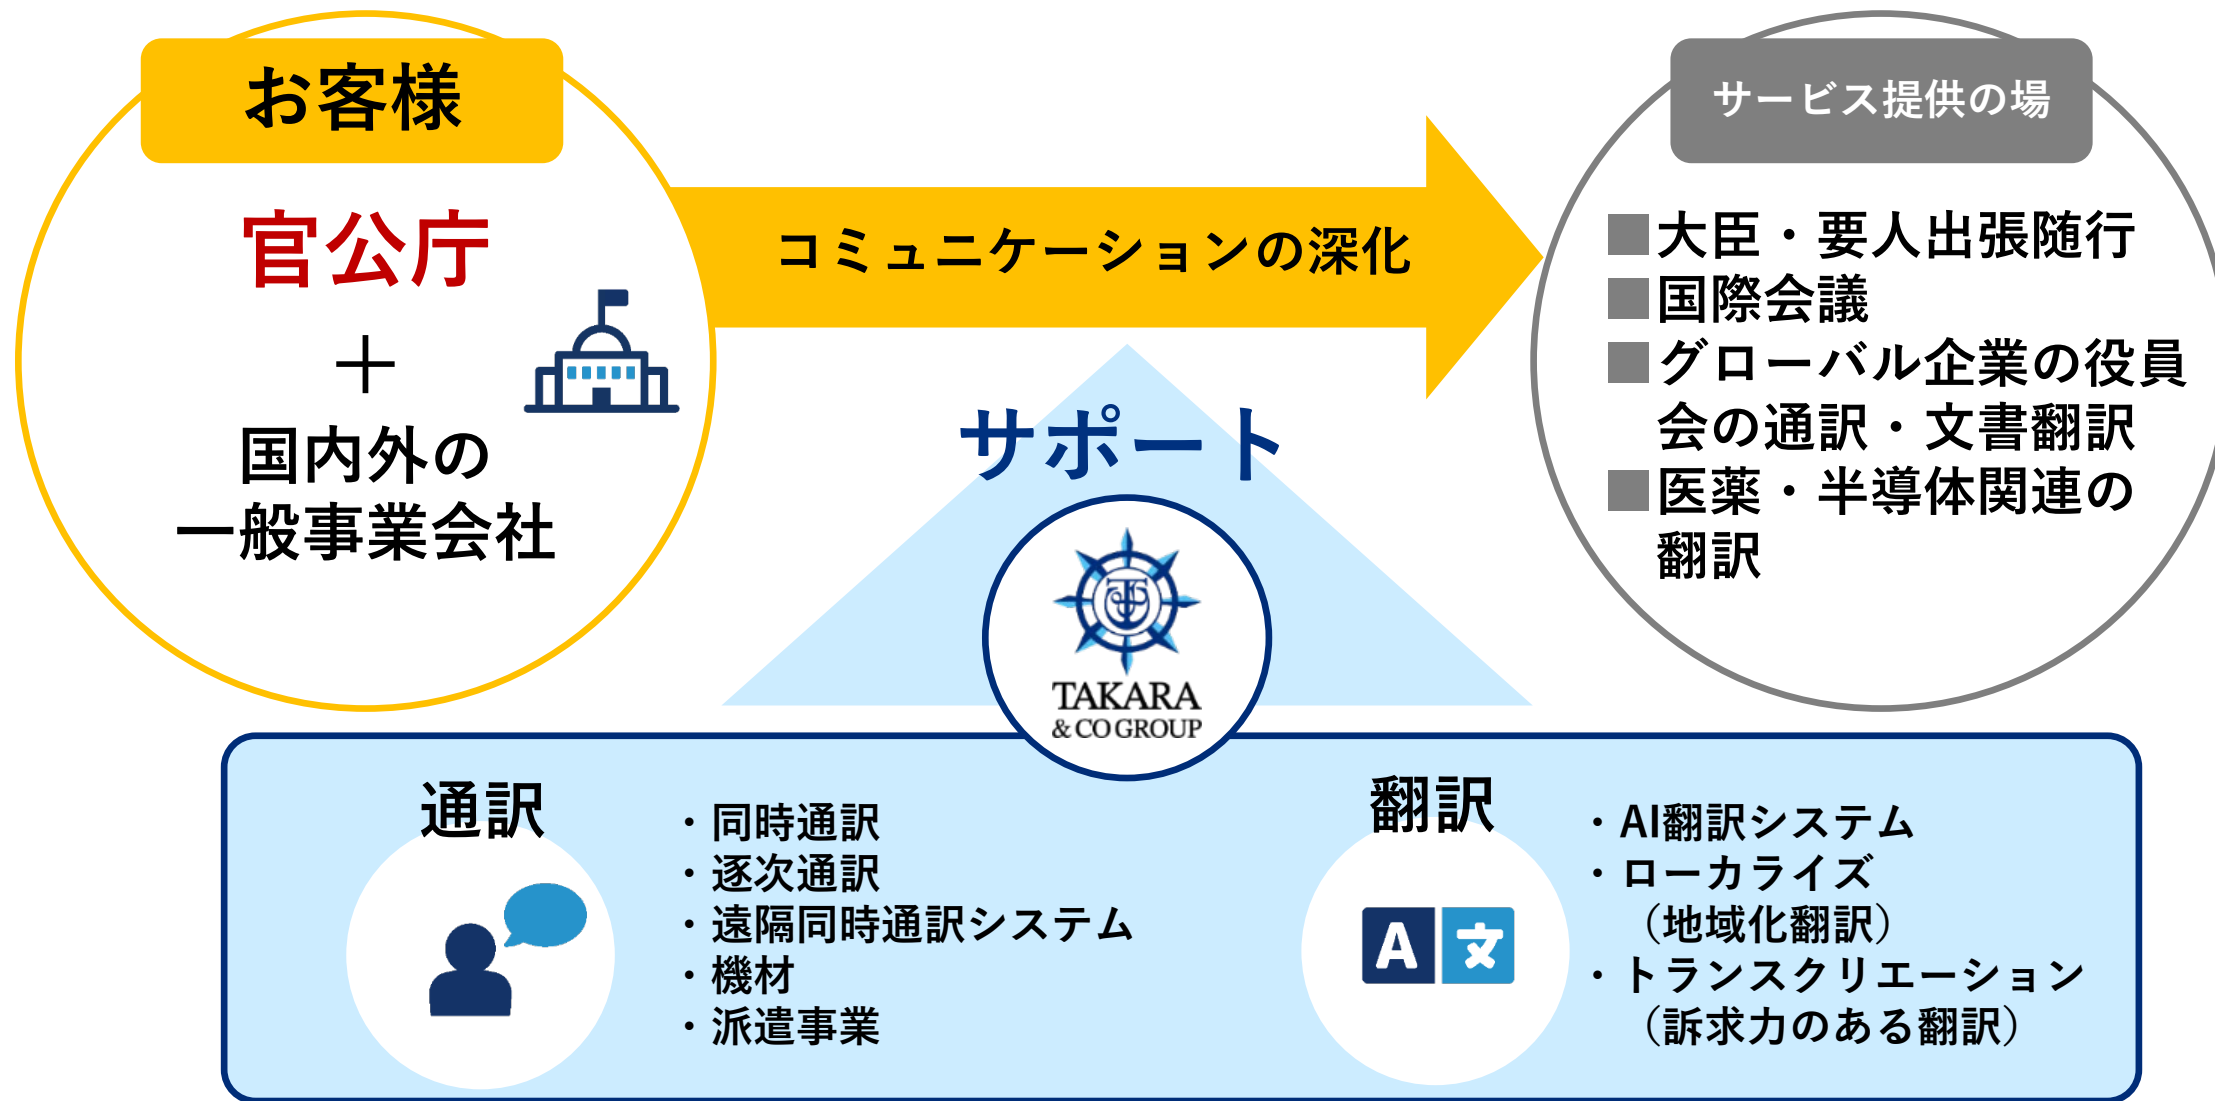 お客様
官公庁
＋
国内外の
一般事業会社
コミュニケーションの深化
サービス提供の場
■大臣・要人出張随行
■国際会議
■グローバル企業の役員
会の通訳・文書翻訳
■医薬・半導体関連の
翻訳
サポート
TAKARA
& CO GROUP
通訳
・同時通訳
・逐次通訳
・遠隔同時通訳システム
・機材
・派遣事業
翻訳
A 文
・AI翻訳システム
・ローカライズ
（地域化翻訳）
・トランスクリエーション
（訴求力のある翻訳）